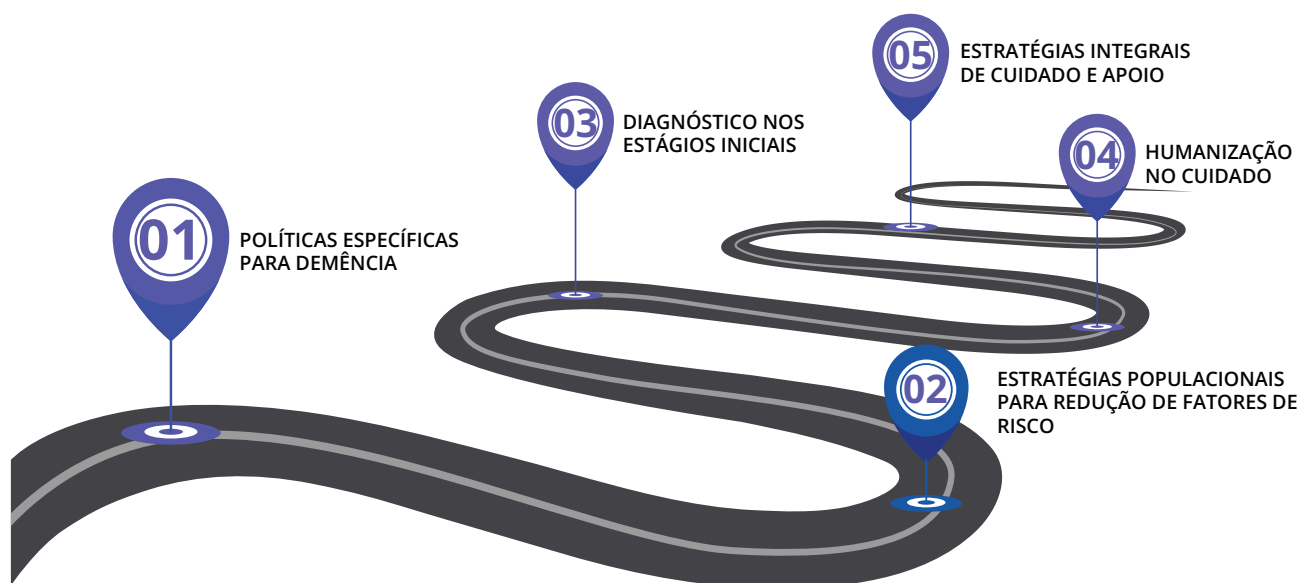 01
POLÍTICAS ESPECÍFICAS
PARA DEMÊNCIA
02
ESTRATÉGIAS POPULACIONAIS
PARA REDUÇÃO DE FATORES DE
RISCO
03
DIAGNÓSTICO NOS
ESTÁGIOS INICIAIS
04
HUMANIZAÇÃO
NO CUIDADO
05
ESTRATÉGIAS INTEGRAIS
DE CUIDADO E APOIO